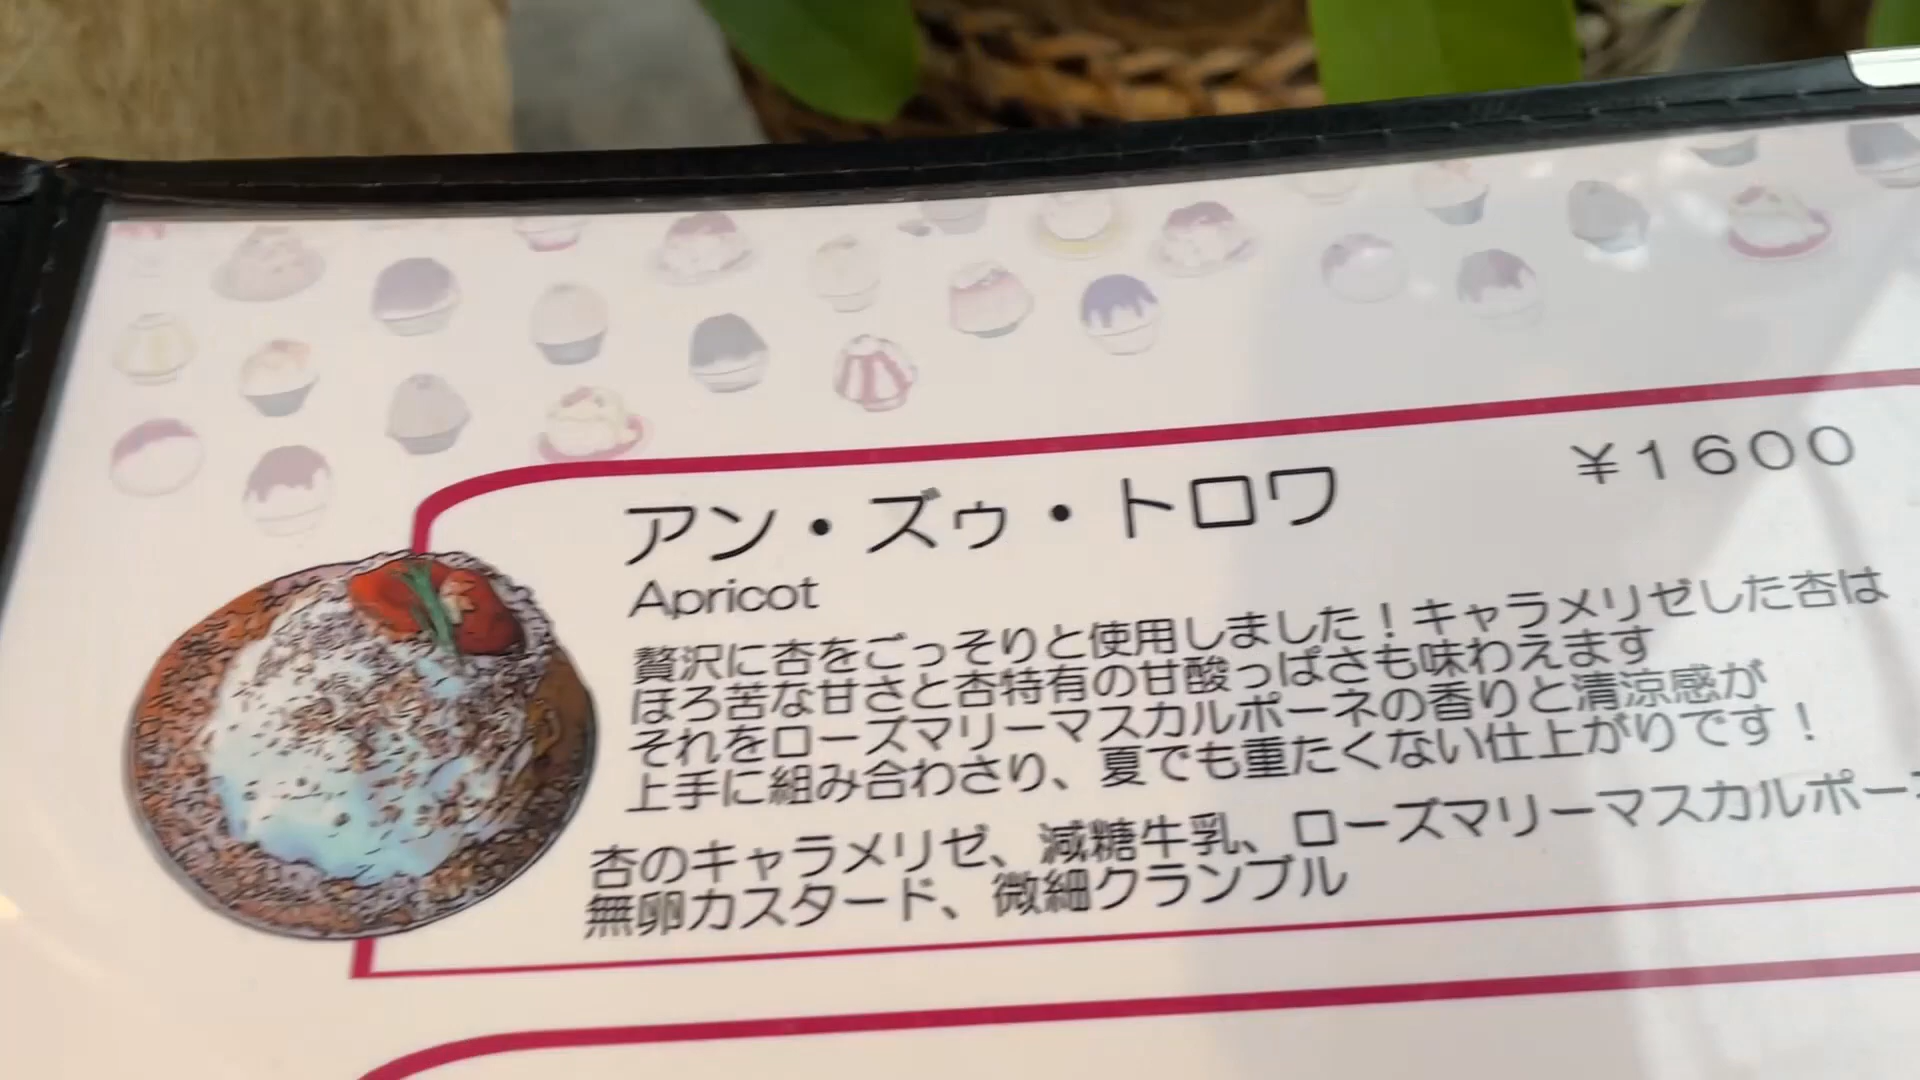 アン・ズゥ・トロワ
¥1600
Apricot
贅沢に杏をごっそりと使用しました！キャラメリゼした杏は
ほろ苦な甘さと杏特有の甘酸っぱさも味わえます
それをローズマリーマスカルポーネの香りと清涼感が
上手に組み合わさり、夏でも重たくない仕上がりです！
杏のキャラメリゼ、減糖牛乳、ローズマリーマスカルポー
無卵カスタード、微細クランブル